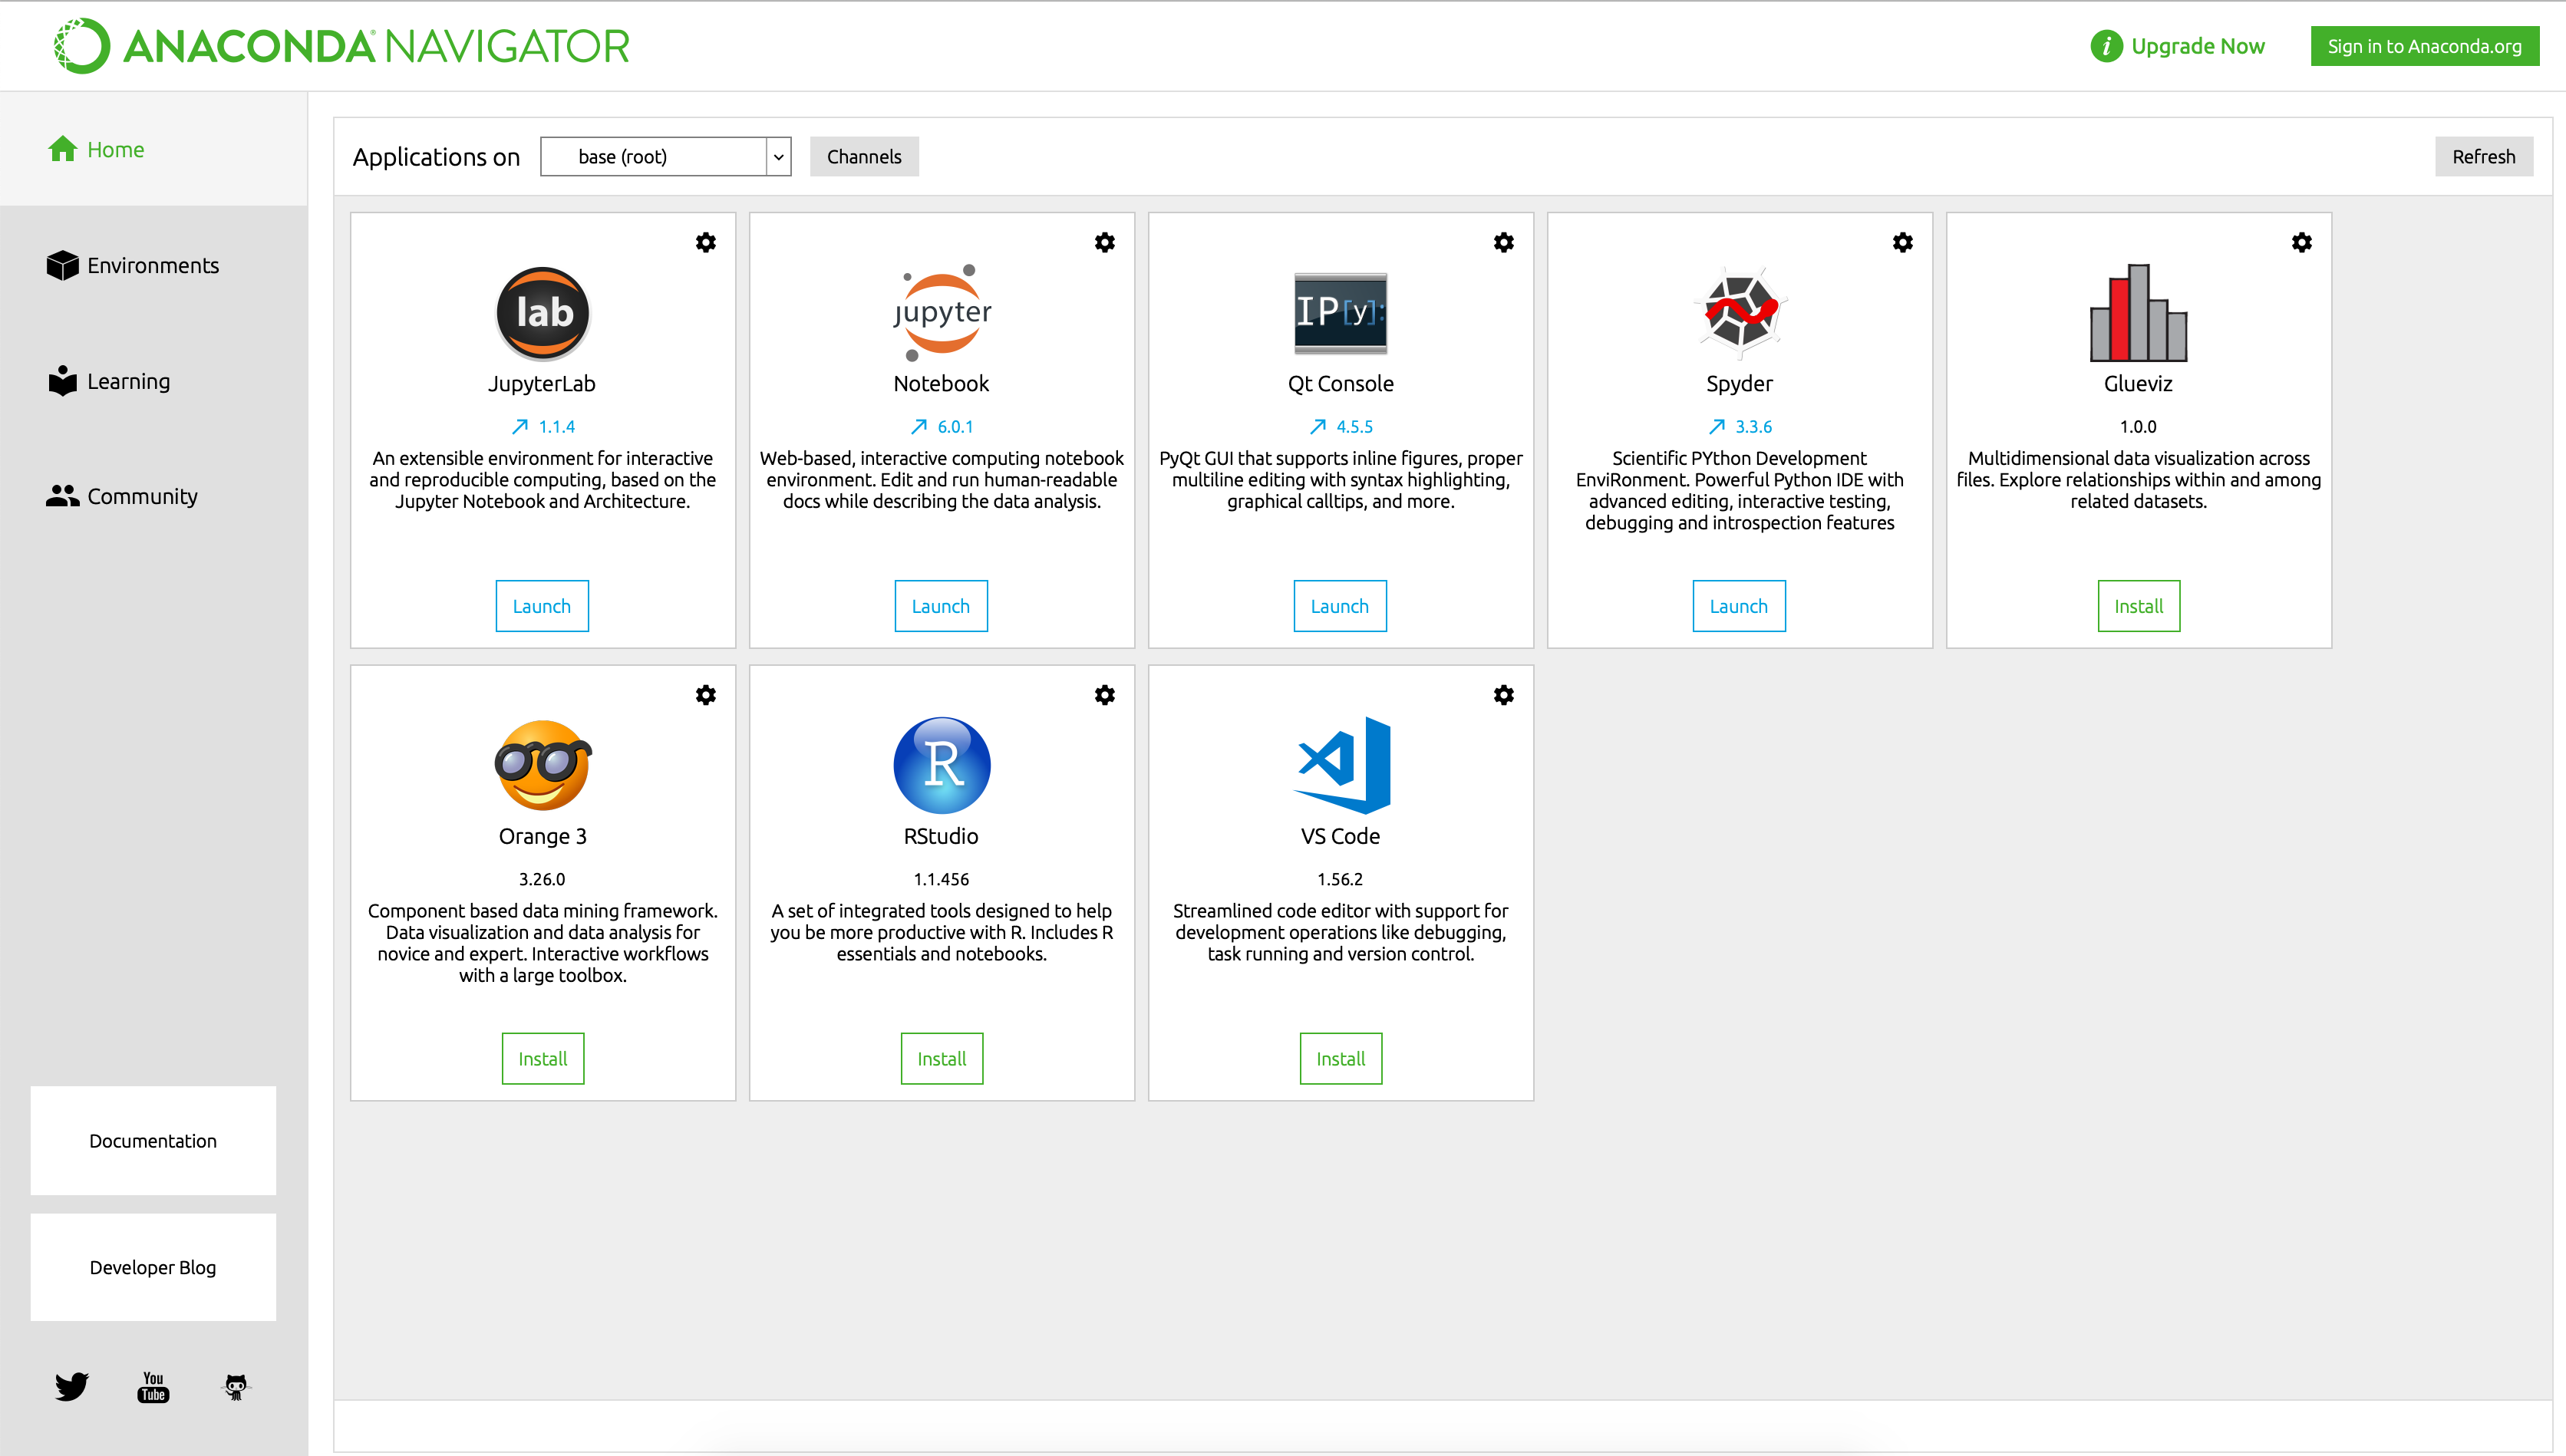 ANACONDA® NAVIGATOR
i Upgrade Now
Sign in to Anaconda.org
Home
Environments
Learning
Community
Documentation
Developer Blog
You
Tube
Applications on
base (root)
Channels
Refresh
lab
JupyterLab
1.1.4
An extensible environment for interactive
and reproducible computing, based on the
Jupyter Notebook and Architecture.
Launch
jupyter
Notebook
6.0.1
Web-based, interactive computing notebook
environment. Edit and run human-readable
docs while describing the data analysis.
Launch
IP[y]:
Qt Console
4.5.5
PyQt GUI that supports inline figures, proper
multiline editing with syntax highlighting,
graphical calltips, and more.
Launch
Spyder
3.3.6
Scientific PYthon Development
EnviRonment. Powerful Python IDE with
advanced editing, interactive testing,
debugging and introspection features
Launch
Glueviz
1.0.0
Multidimensional data visualization across
files. Explore relationships within and among
related datasets.
Install
Orange 3
3.26.0
Component based data mining framework.
Data visualization and data analysis for
novice and expert. Interactive workflows
with a large toolbox.
Install
R
RStudio
1.1.456
A set of integrated tools designed to help
you be more productive with R. Includes R
essentials and notebooks.
Install
VS Code
1.56.2
Streamlined code editor with support for
development operations like debugging,
task running and version control.
Install